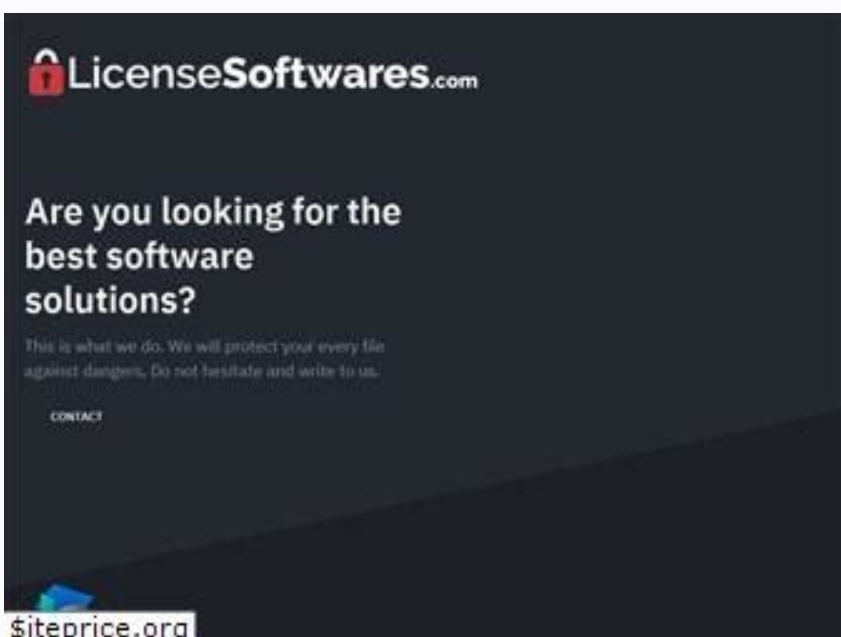 LicenseSoftwares.com
Are you looking for the
best software
solutions?
This is what we do. We will protect your every file
against dangers. Do not hesitate and write to us.
CONTACT
$iteprice.org